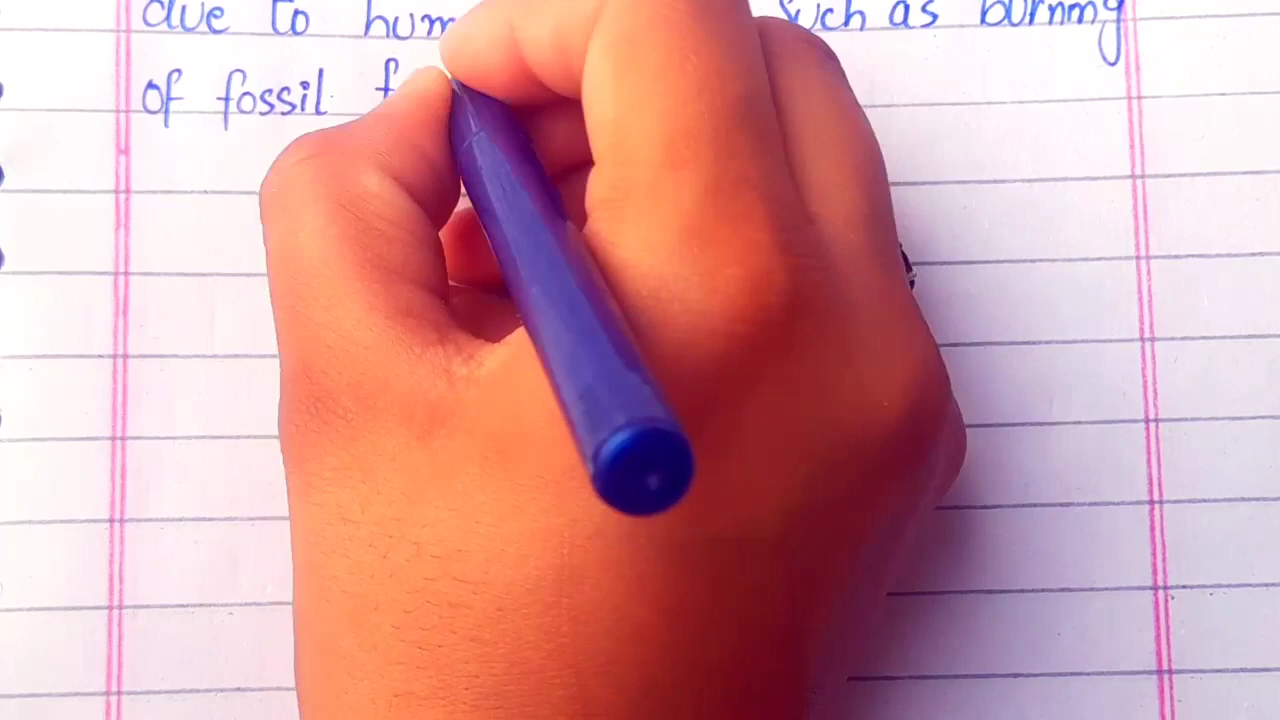 due to hum such as burning
of fossil f